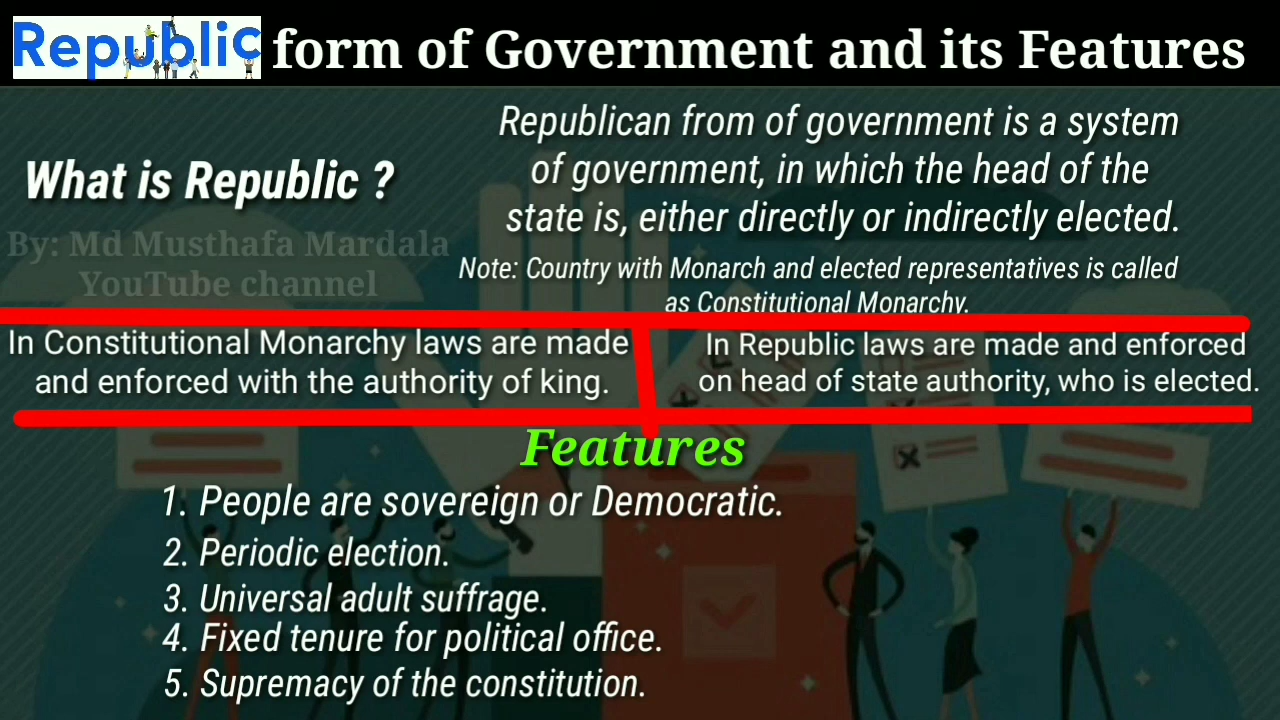 Republic form of Government and its Features
What is Republic ?
Republican from of government is a system
of government, in which the head of the
state is, either directly or indirectly elected.
By: Md Musthafa Mardala
YouTube channel
Note: Country with Monarch and elected representatives is called
as Constitutional Monarchy.
In Constitutional Monarchy laws are made
and enforced with the authority of king.
In Republic laws are made and enforced
on head of state authority, who is elected.
Features
1. People are sovereign or Democratic.
2. Periodic election.
3. Universal adult suffrage.
4. Fixed tenure for political office.
5. Supremacy of the constitution.